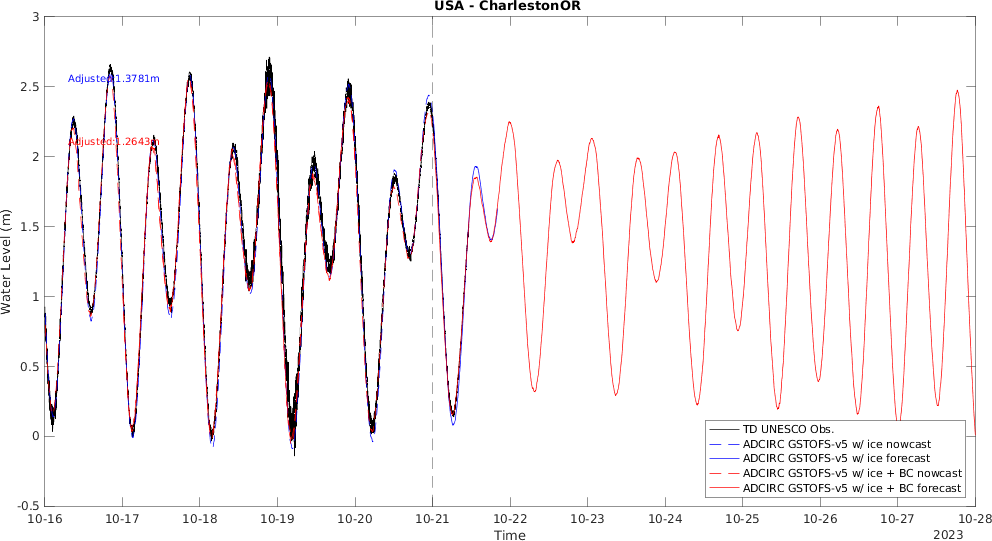 USA - CharlestonOR
3
2.5
2
1.5
1
0.5
0
-0.5
Water Level (m)
Adjusted:1.3781m
Adjusted:1.2643m
TD UNESCO Obs.
ADCIRC GSTOFS-v5 w/ ice nowcast
ADCIRC GSTOFS-v5 w/ ice forecast
ADCIRC GSTOFS-v5 w/ ice + BC nowcast
ADCIRC GSTOFS-v5 w/ ice + BC forecast
10-16 10-17 10-18 10-19 10-20 10-21 10-22 10-23 10-24 10-25 10-26 10-27 10-28
Time
2023